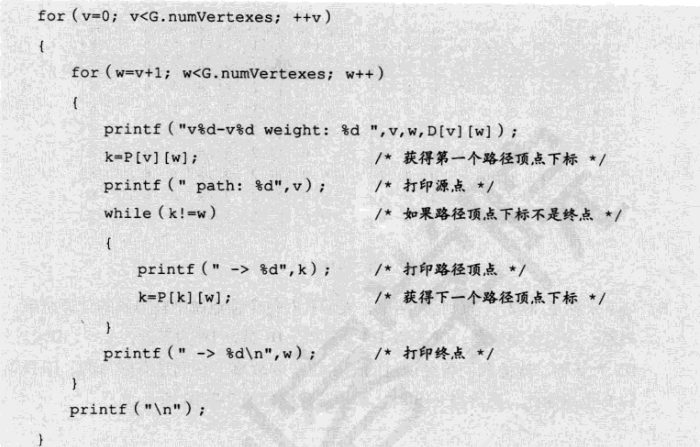 for(v=0; v<G.numVertexes; ++v)
{
for(w=v+1; w<G.numVertexes; w++)
{
printf("v%d-v%d weight: %d ",v,w,D[v][w]);
k=P[v][w]; /* 获得第一个路径顶点下标 */
printf(" path: %d",v); /* 打印源点 */
while(k!=w) /* 如果路径顶点下标不是终点 */
{
printf(" -> %d",k); /* 打印路径顶点 */
k=P[k][w]; /* 获得下一个路径顶点下标 */
}
printf(" -> %d\n",w); /* 打印终点 */
}
printf("\n");
}